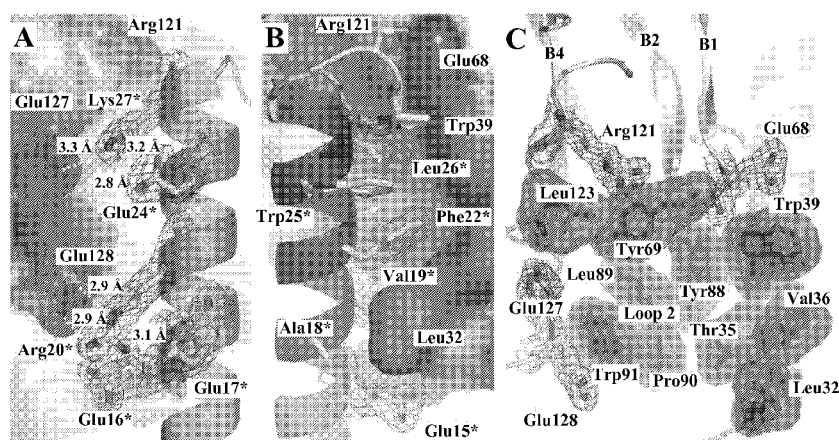 A
Arg121
Glu127
Lys27*
3.3 Å
3.2 Å
2.8 Å
Glu24*
Glu128
2.9 Å
2.9 Å
3.1 Å
Arg20*
Glu17*
Glu16*
B
Arg121
Glu68
Trp39
Leu26*
Trp25*
Phe22*
Val19*
Ala18*
Leu32
Glu15*
C
B4
B2
B1
Arg121
Glu68
Leu123
Trp39
Tyr69
Leu89
Tyr88
Glu127
Val36
Loop 2
Thr35
Trp91
Pro90
Leu32
Glu128